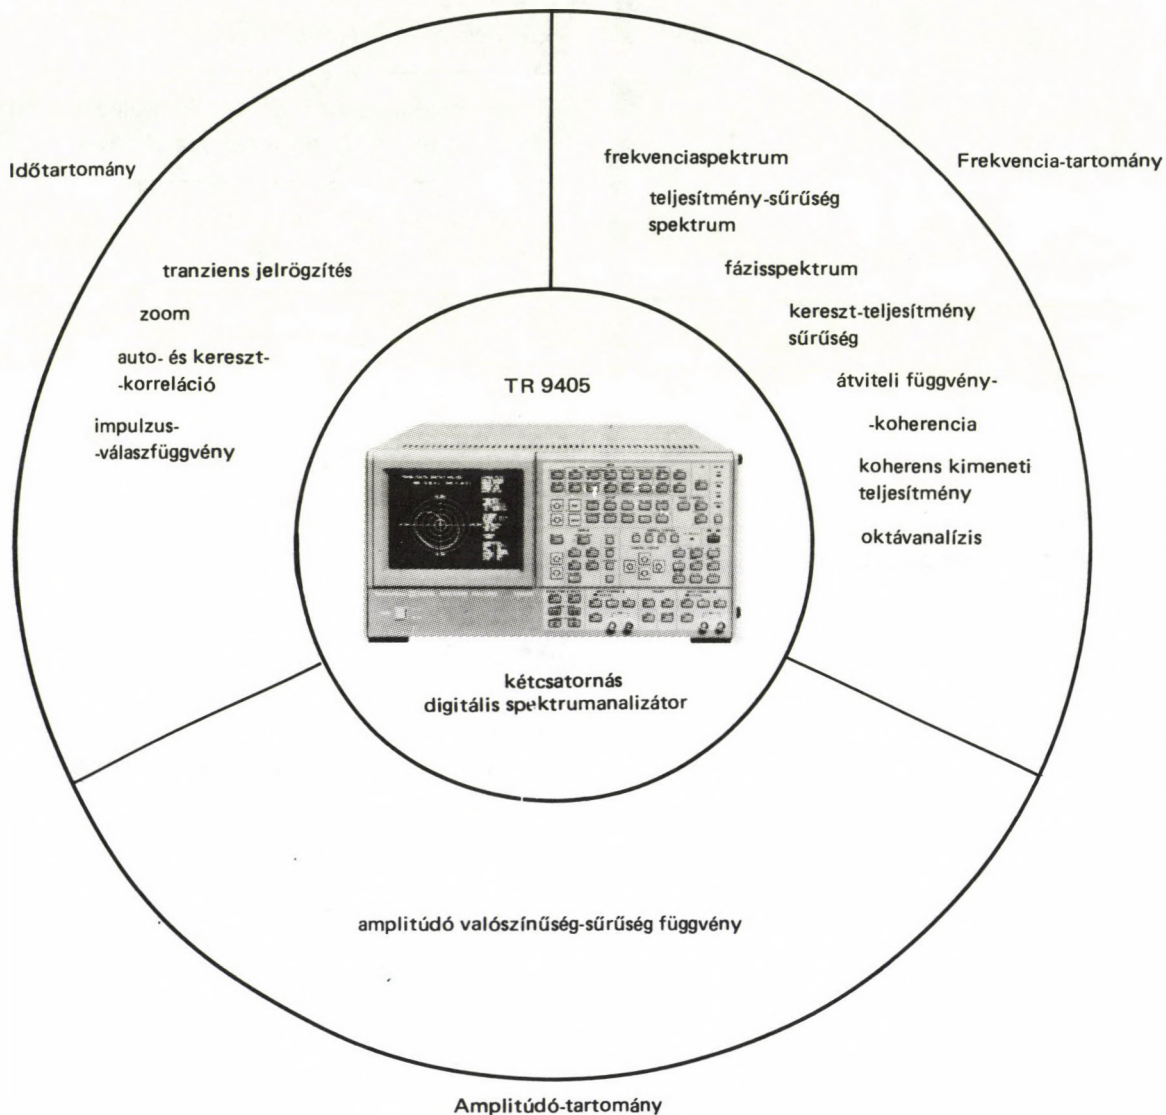 Időtartomány
tranziens jelrögzítés
zoom
auto- és kereszt-
-korreláció
impulzus-
-válaszfüggvény
Frekvencia-tartomány
frekvenciaspektrum
teljesítmény-sűrűség
spektrum
fázisspektrum
kereszt-teljesítmény
sűrűség
átviteli függvény-
-koherencia
koherens kimeneti
teljesítmény
oktávanalízis
TR 9405
kétcsatornás
digitális spektrumanalizátor
amplitúdó valószínűség-sűrűség függvény
Amplitúdó-tartomány